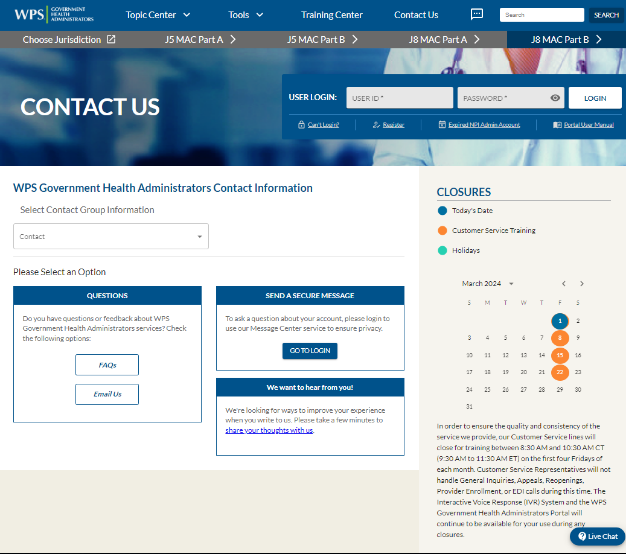 WPS GOVERNMENT HEALTH ADMINISTRATORS
Topic Center
Tools
Training Center
Contact Us
Search
SEARCH
Choose Jurisdiction
J5 MAC Part A
J5 MAC Part B
J8 MAC Part A
J8 MAC Part B
CONTACT US
USER LOGIN:
USER ID *
PASSWORD *
LOGIN
Can't Login?
Register
Expired NPI Admin Account
Portal User Manual
WPS Government Health Administrators Contact Information
Select Contact Group Information
Contact
Please Select an Option
QUESTIONS
Do you have questions or feedback about WPS
Government Health Administrators services? Check
the following options:
FAQs
Email Us
SEND A SECURE MESSAGE
To ask a question about your account, please login to
use our Message Center service to ensure privacy.
GO TO LOGIN
We want to hear from you!
We're looking for ways to improve your experience
when you write to us. Please take a few minutes to
share your thoughts with us.
CLOSURES
Today's Date
Customer Service Training
Holidays
March 2024
S M T W T F S
1 2
3 4 5 6 7 8 9
10 11 12 13 14 15 16
17 18 19 20 21 22 23
24 25 26 27 28 29 30
31
In order to ensure the quality and consistency of the
service we provide, our Customer Service lines will
close for training between 8:30 AM and 10:30 AM CT
(9:30 AM to 11:30 AM ET) on the first four Fridays of
each month. Customer Service Representatives will not
handle General Inquiries, Appeals, Reopenings,
Provider Enrollment, or EDI calls during this time. The
Interactive Voice Response (IVR) System and the WPS
Government Health Administrators Portal will
continue to be available for your use during any
closures.
Live Chat